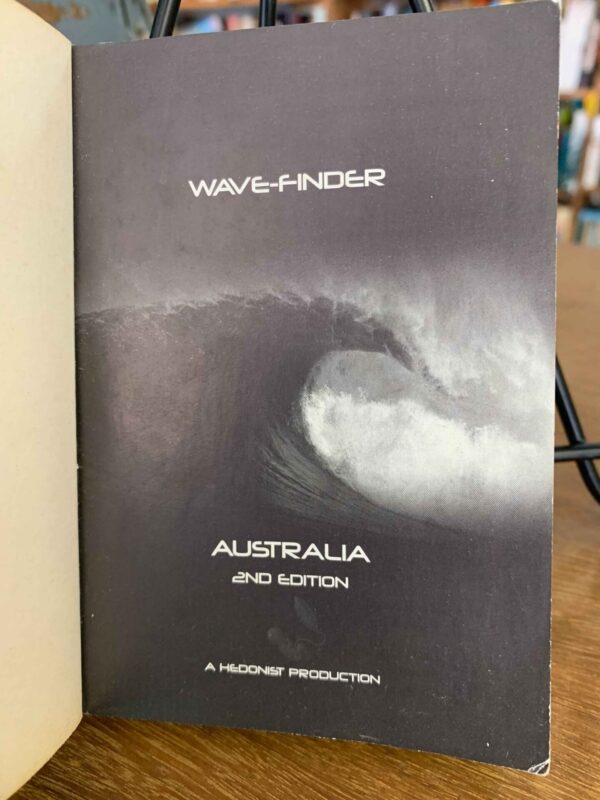 WAVE-FINDER
AUSTRALIA
2ND EDITION
A HEDONIST PRODUCTION